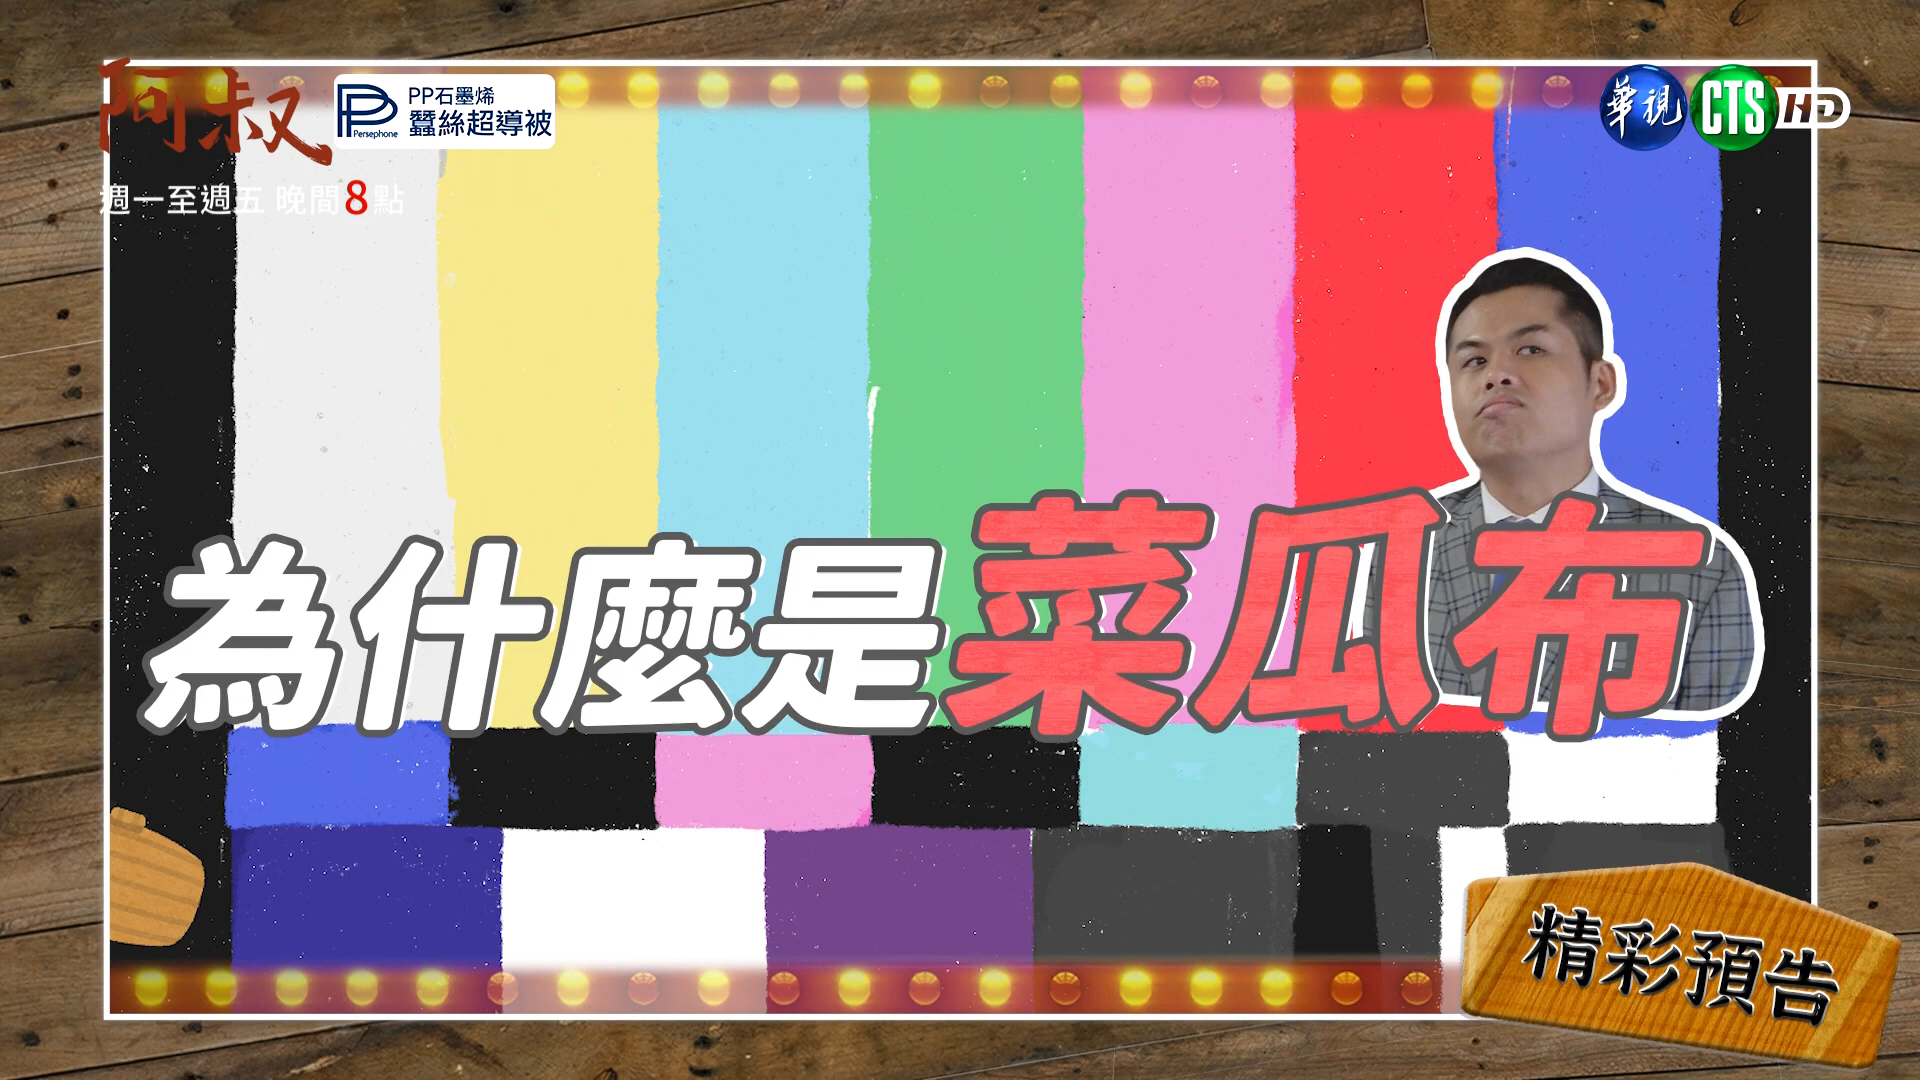 阿叔
PP石墨烯
蠶絲超導被
Persephone
週一至週五 晚間8點
華視 CTS HD
為什麼是菜瓜布
精彩預告